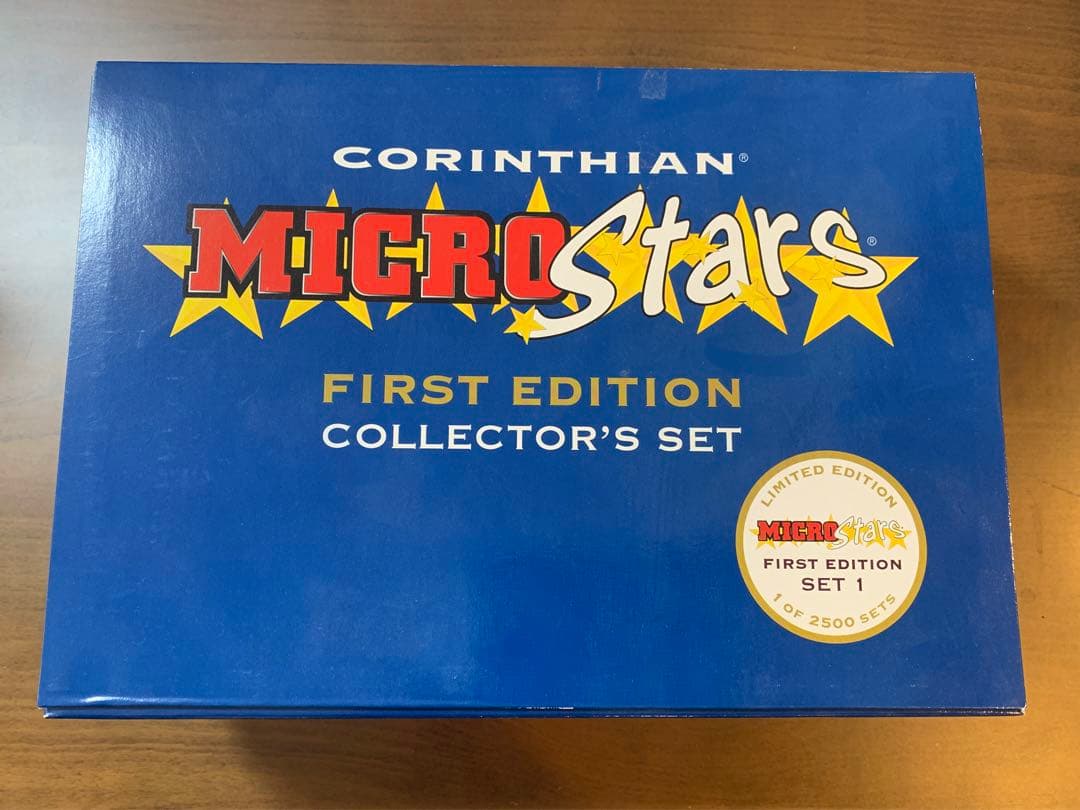 CORINTHIAN®
MICROStars®
FIRST EDITION
COLLECTOR'S SET
LIMITED EDITION
MICROStars
FIRST EDITION
SET 1
1 OF 2500 SETS